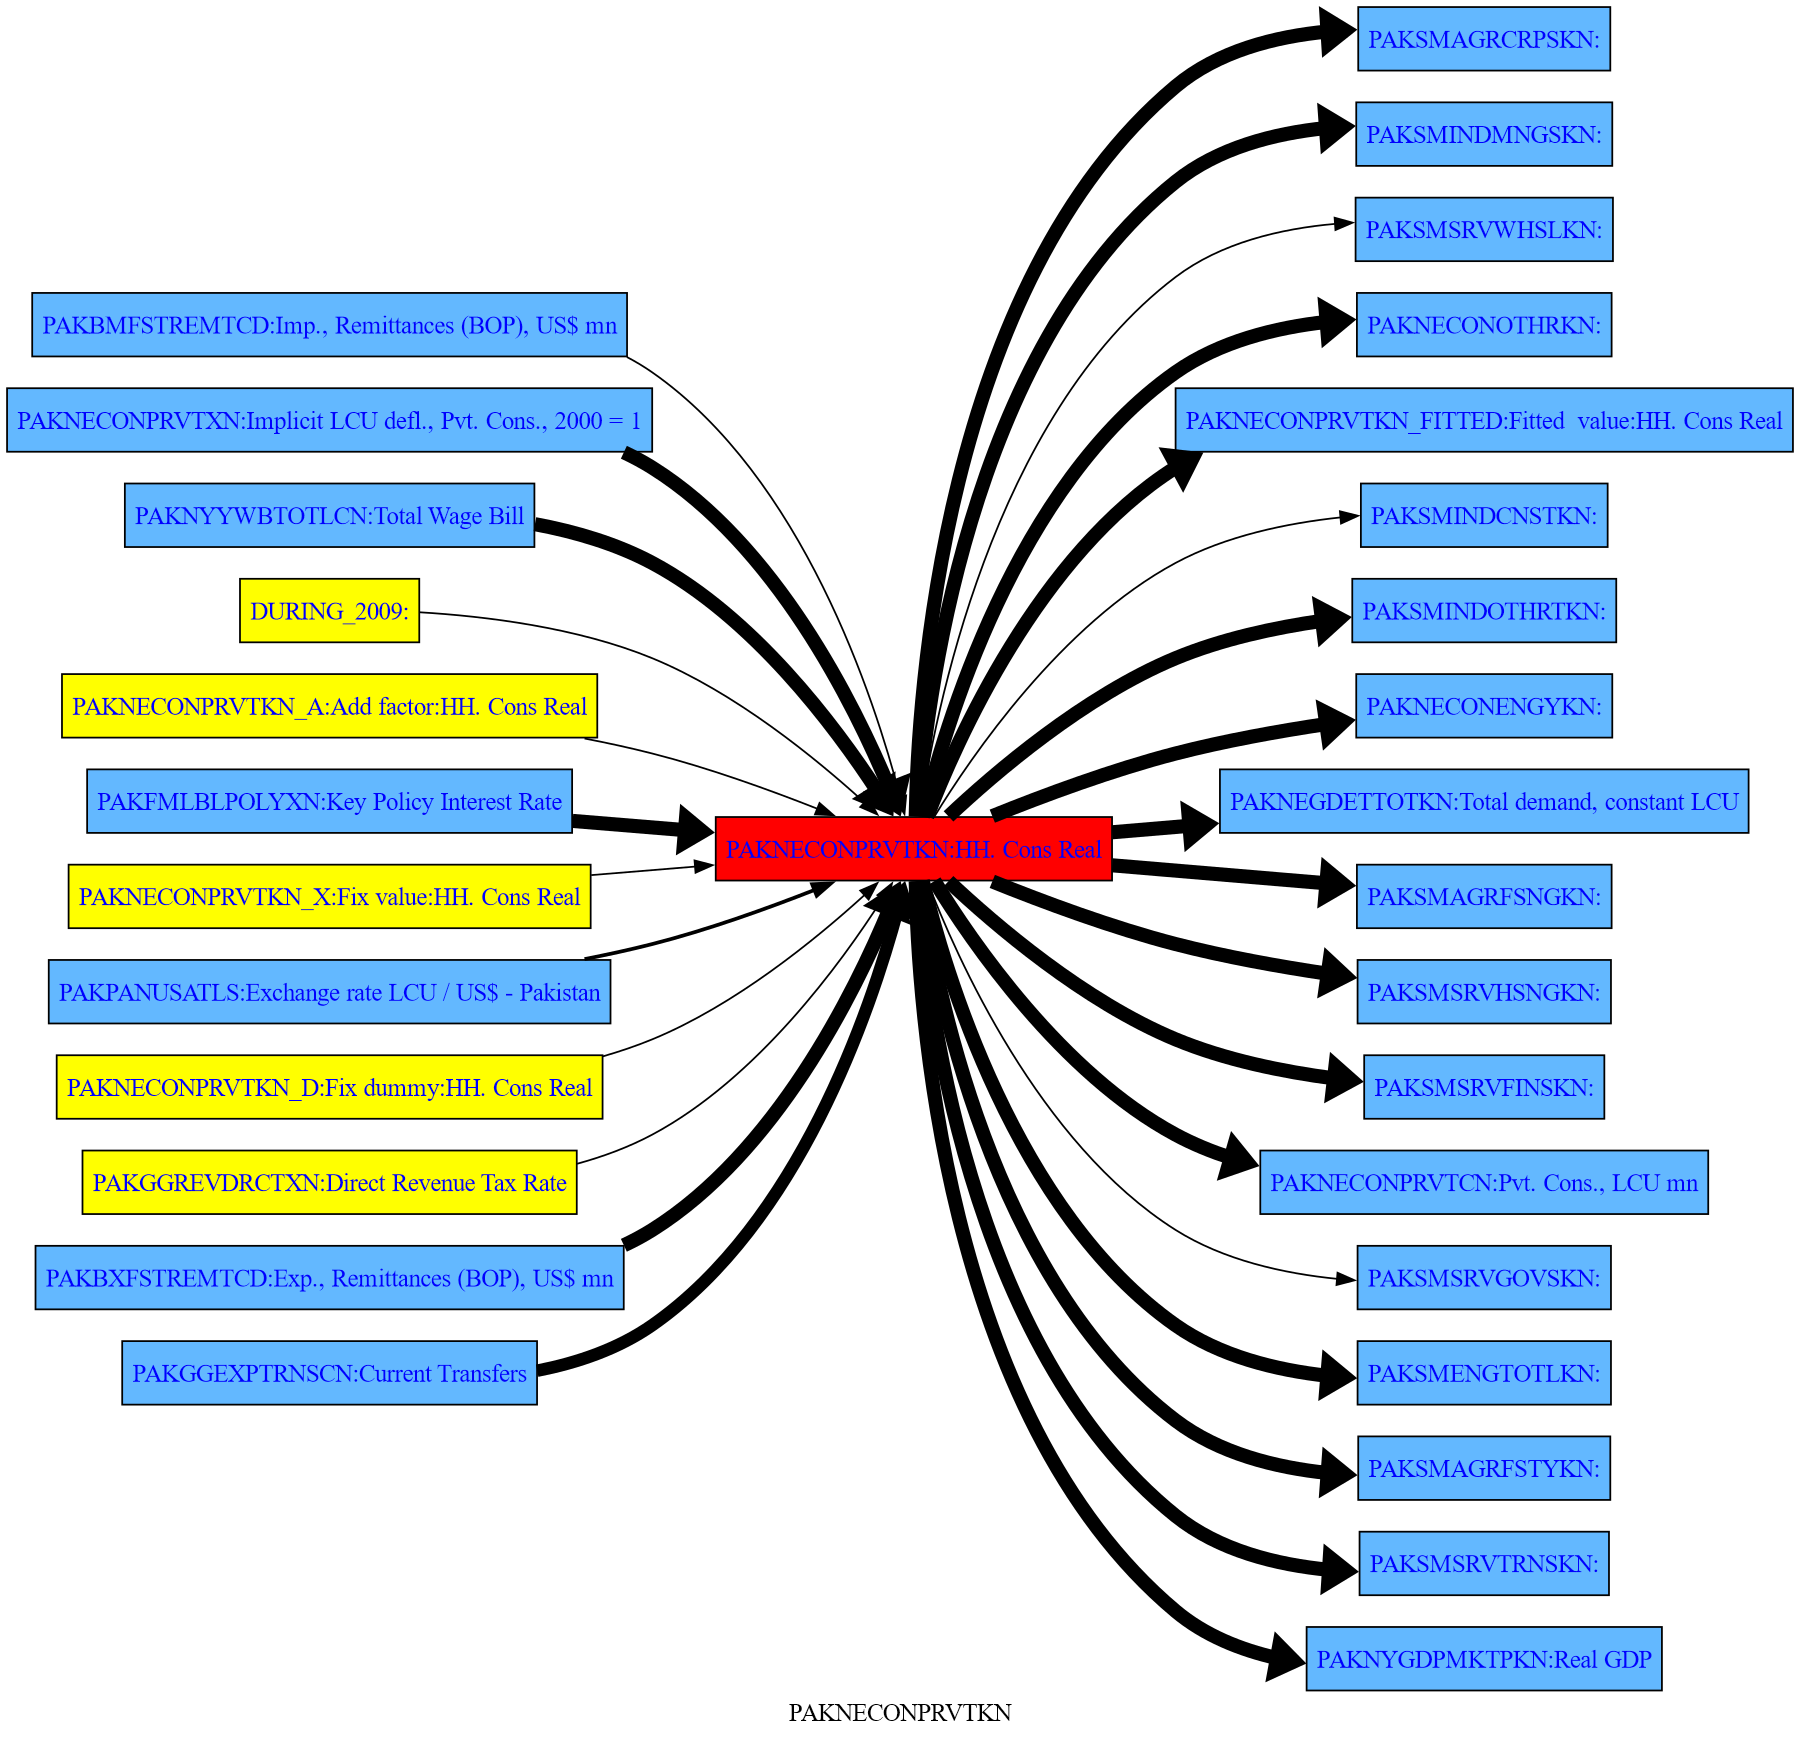 PAKBMFSTREMTCD:Imp., Remittances (BOP), US$ mn
PAKNECONPRVTXN:Implicit LCU defl., Pvt. Cons., 2000 = 1
PAKNYYWBTOTLCN:Total Wage Bill
DURING_2009:
PAKNECONPRVTKN_A:Add factor:HH. Cons Real
PAKFMLBLPOLYXN:Key Policy Interest Rate
PAKNECONPRVTKN_X:Fix value:HH. Cons Real
PAKPANUSATLS:Exchange rate LCU / US$ - Pakistan
PAKNECONPRVTKN_D:Fix dummy:HH. Cons Real
PAKGGREVDRCTXN:Direct Revenue Tax Rate
PAKBXFSTREMTCD:Exp., Remittances (BOP), US$ mn
PAKGGEXPTRNSCN:Current Transfers
PAKNECONPRVTKN:HH. Cons Real
PAKSMAGRCRPSKN:
PAKSMINDMNGSKN:
PAKSMSRVWHSLKN:
PAKNECONOTHRKN:
PAKNECONPRVTKN_FITTED:Fitted  value:HH. Cons Real
PAKSMINDCNSTKN:
PAKSMINDOTHRTKN:
PAKNECONENGYKN:
PAKNEGDETTOTKN:Total demand, constant LCU
PAKSMAGRFSNGKN:
PAKSMSRVHSNGKN:
PAKSMSRVFINSKN:
PAKNECONPRVTCN:Pvt. Cons., LCU mn
PAKSMSRVGOVSKN:
PAKSMENGTOTLKN:
PAKSMAGRFSTYKN:
PAKSMSRVTRNSKN:
PAKNYGDPMKTPKN:Real GDP
PAKNECONPRVTKN